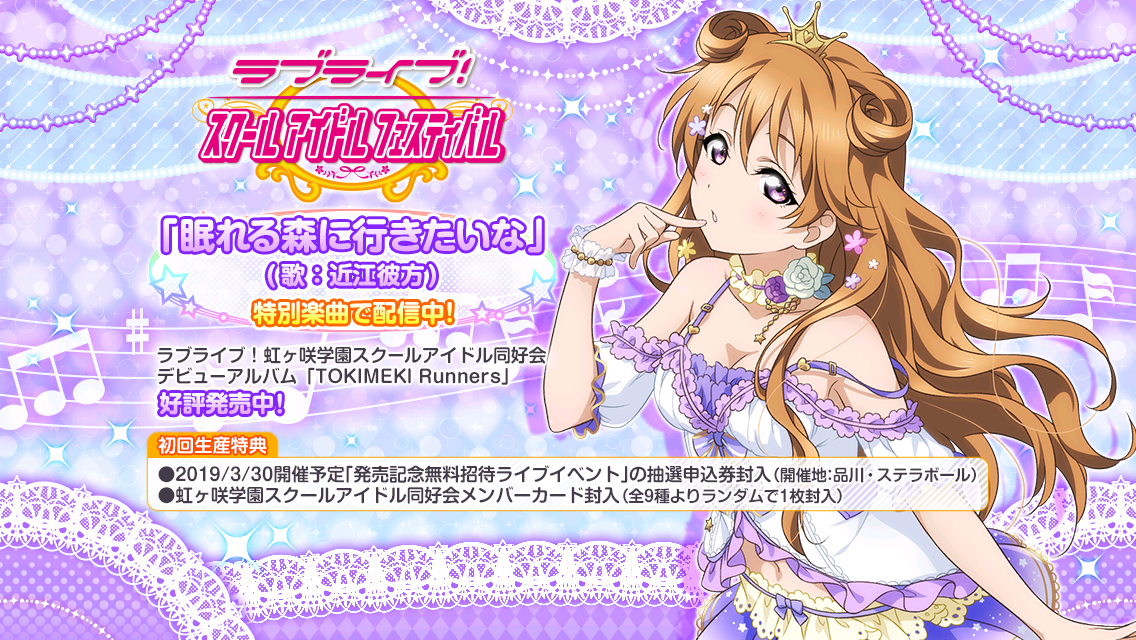 ラブライブ!
スクールアイドルフェスティバル
「眠れる森に行きたいな」
(歌：近江彼方)
特別楽曲で配信中!
ラブライブ！虹ヶ咲学園スクールアイドル同好会
デビューアルバム「TOKIMEKI Runners」
好評発売中!
初回生産特典
●2019/3/30開催予定「発売記念無料招待ライブイベント」の抽選申込券封入(開催地:品川・ステラボール)
●虹ヶ咲学園スクールアイドル同好会メンバーカード封入(全9種よりランダムで1枚封入)